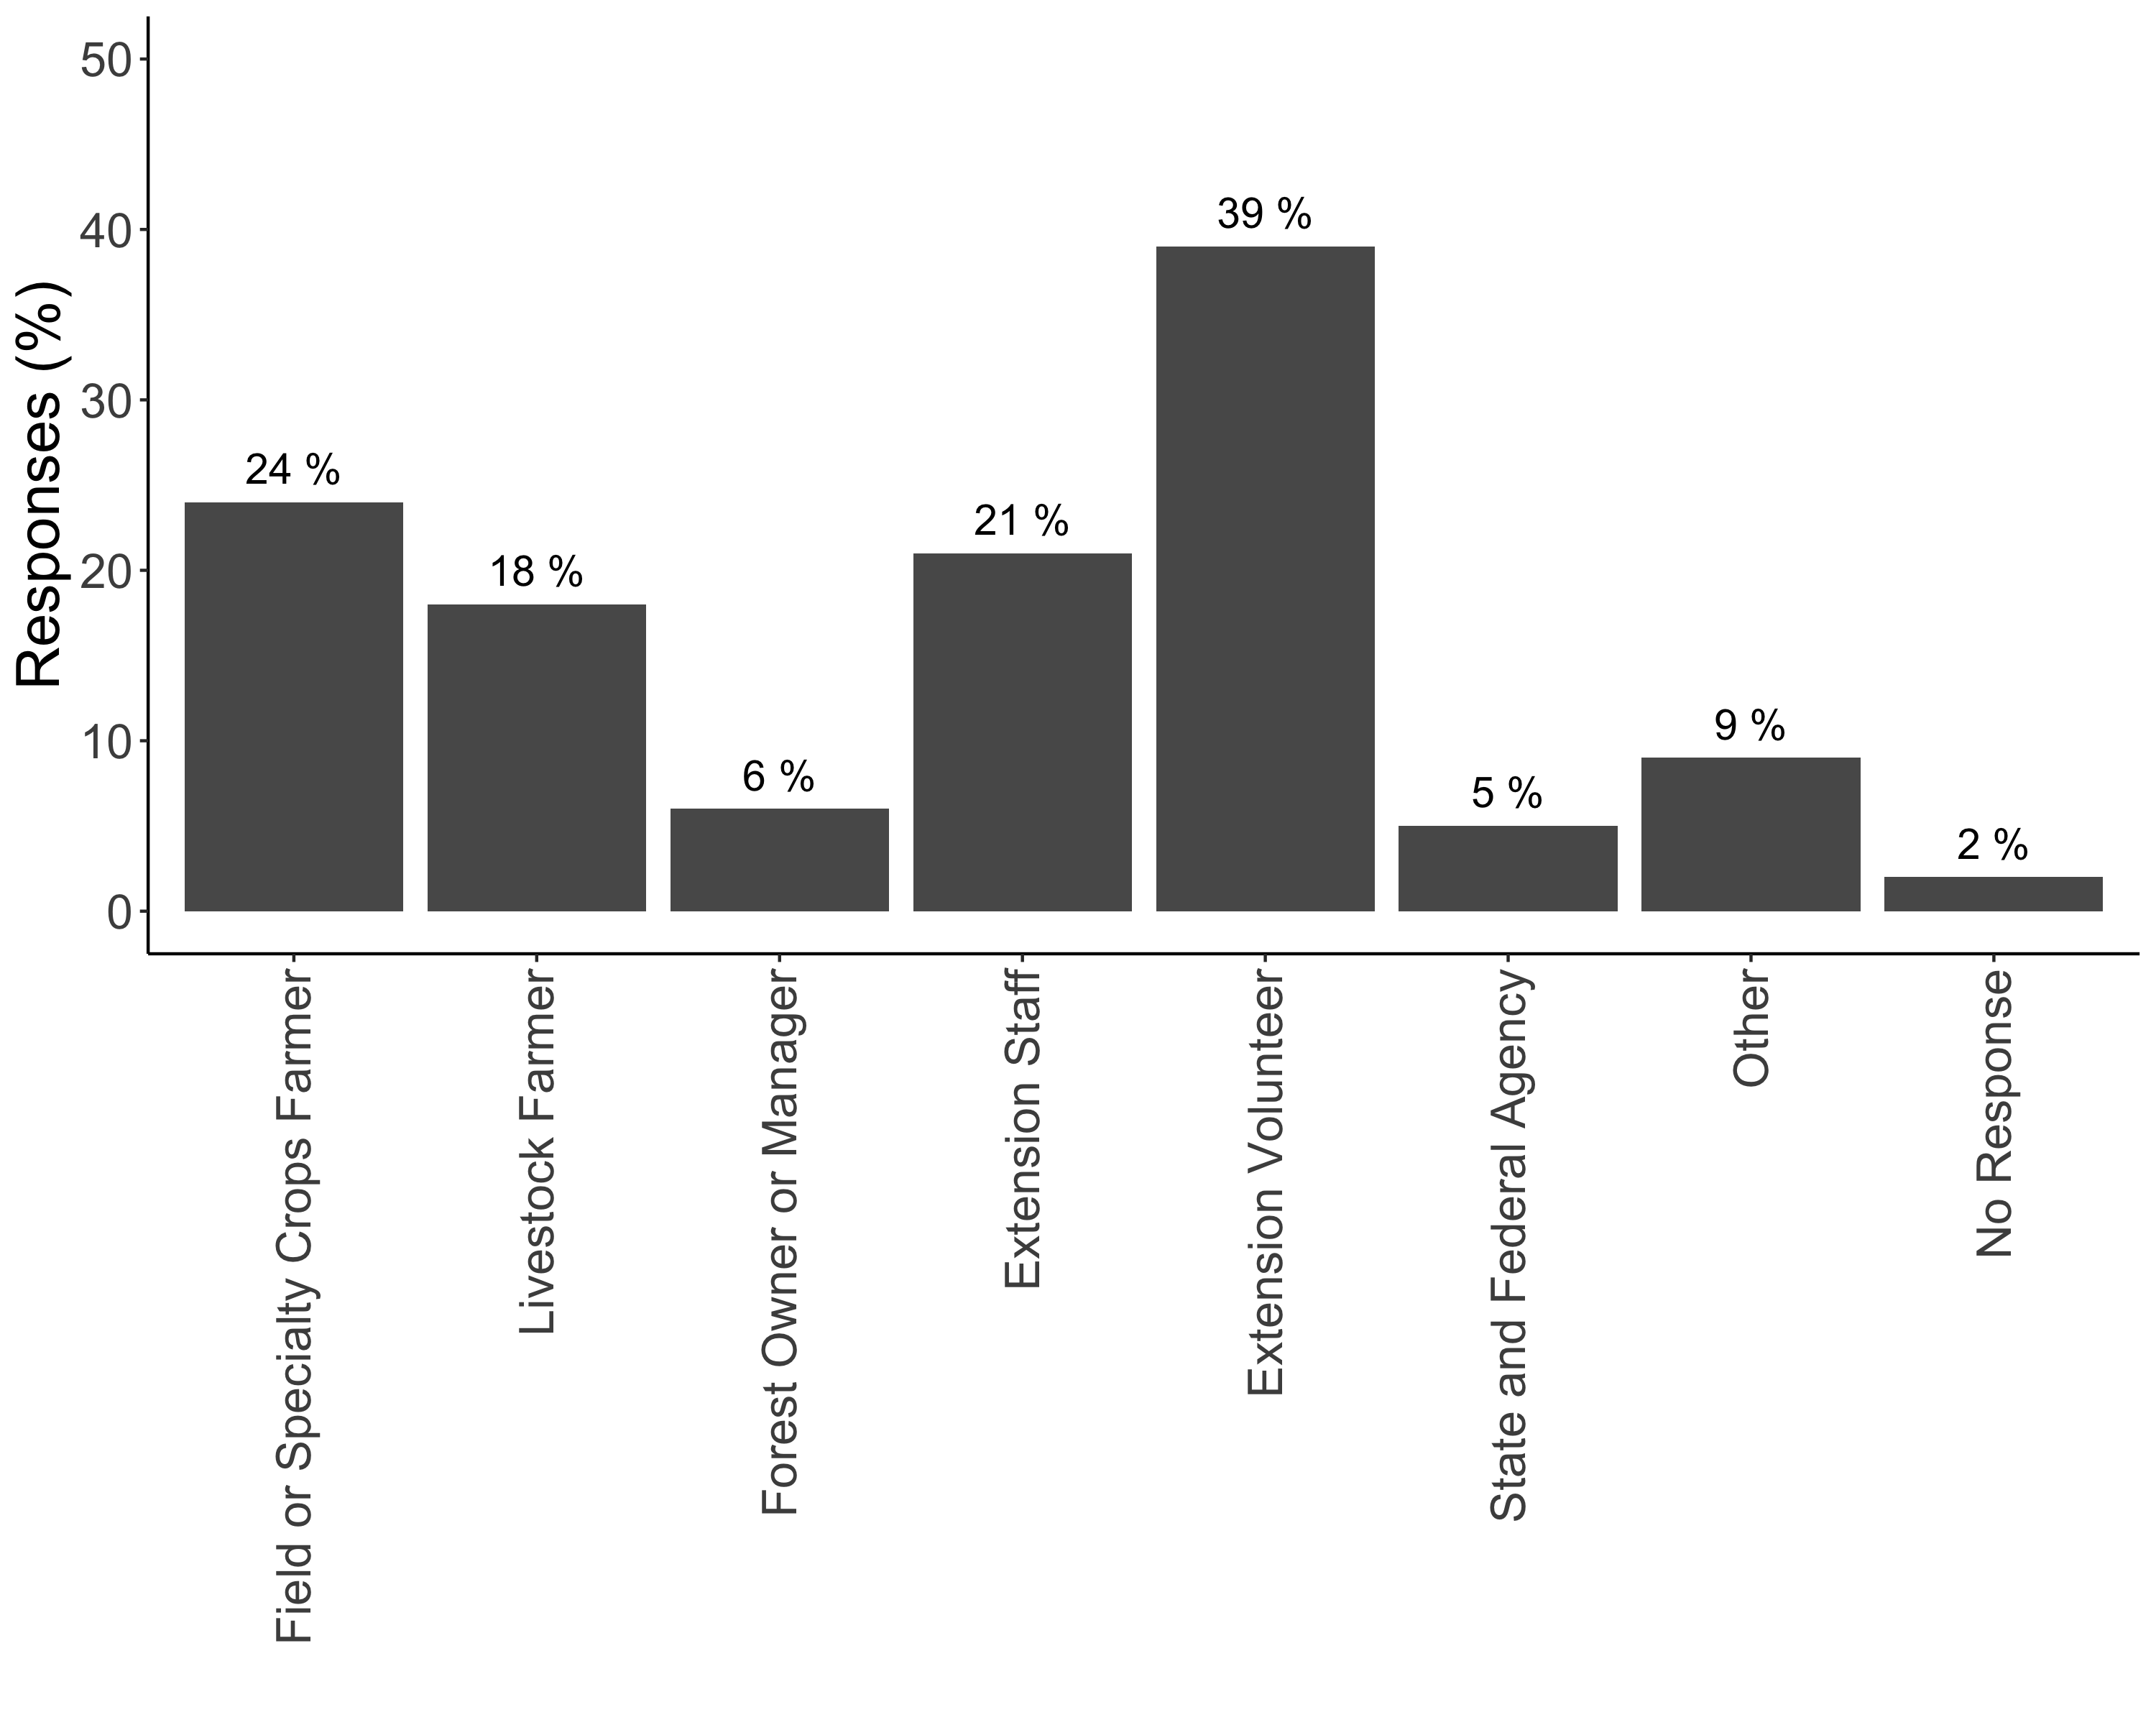 Responses (%)
50
40
30
20
10
0
24 %
18 %
6 %
21 %
39 %
5 %
9 %
2 %
Field or Specialty Crops Farmer
Livestock Farmer
Forest Owner or Manager
Extension Staff
Extension Volunteer
State and Federal Agency
Other
No Response